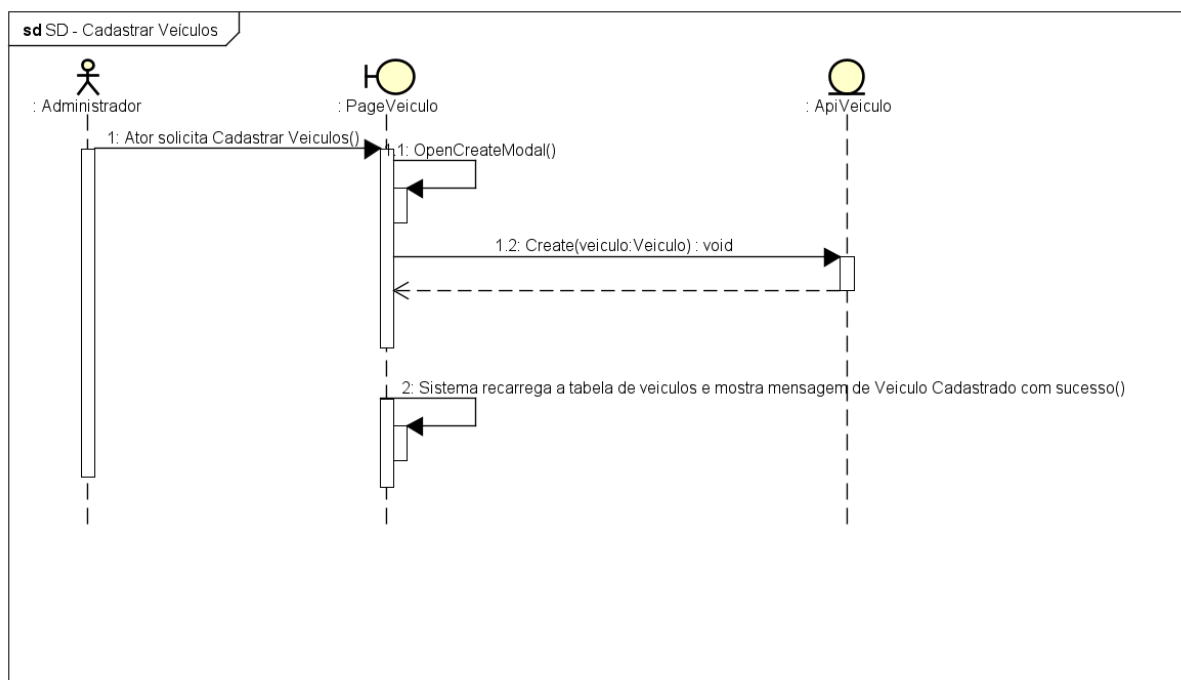 sd SD - Cadastrar Veículos
: Administrador
: PageVeiculo
: ApiVeiculo
1: Ator solicita Cadastrar Veiculos()
1.1: OpenCreateModal()
1.2: Create(veiculo:Veiculo) : void
2: Sistema recarrega a tabela de veiculos e mostra mensagem de Veiculo Cadastrado com sucesso()